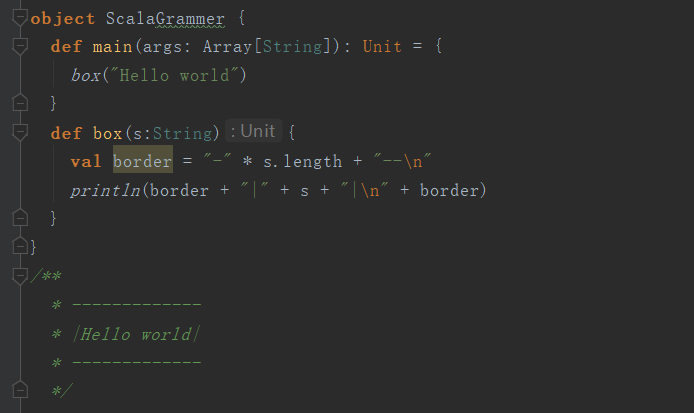 object ScalaGrammer {
  def main(args: Array[String]): Unit = {
    box("Hello world")
  }
  def box(s:String) : Unit {
    val border = "-" * s.length + "--\n"
    println(border + "|" + s + "|\n" + border)
  }
}
/**
  * -------------
  * |Hello world|
  * -------------
  */